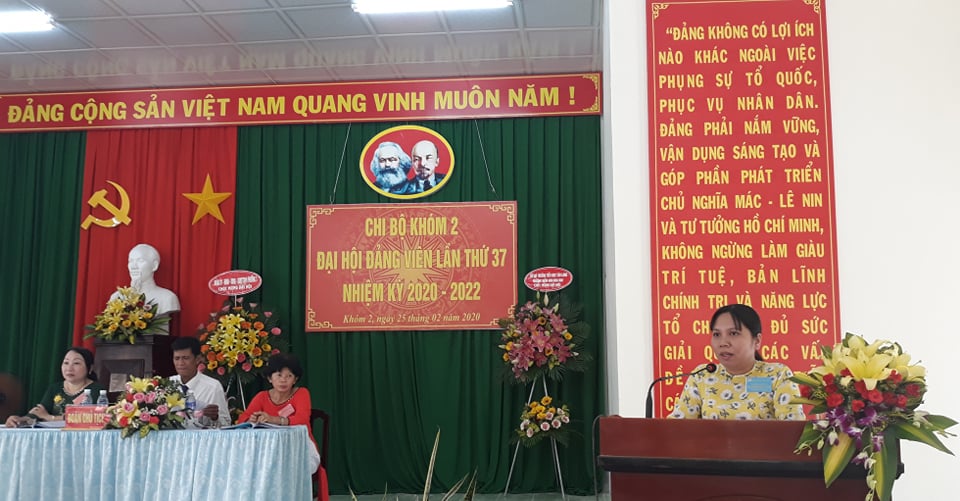 ĐẢNG CỘNG SẢN VIỆT NAM QUANG VINH MUÔN NĂM !
CHI BỘ KHÓM 2
ĐẠI HỘI ĐẢNG VIÊN LẦN THỨ 37
NHIỆM KỲ 2020 - 2022
Khóm 2, ngày 25 tháng 02 năm 2020
ĐOÀN CHỦ TỊCH
“ĐẢNG KHÔNG CÓ LỢI ÍCH
NÀO KHÁC NGOÀI VIỆC
PHỤNG SỰ TỔ QUỐC,
PHỤC VỤ NHÂN DÂN.
ĐẢNG PHẢI NẮM VỮNG,
VẬN DỤNG SÁNG TẠO VÀ
GÓP PHẦN PHÁT TRIỂN
CHỦ NGHĨA MÁC - LÊ NIN
VÀ TƯ TƯỞNG HỒ CHÍ MINH,
KHÔNG NGỪNG LÀM GIÀU
TRÍ TUỆ, BẢN LĨNH
CHÍNH TRỊ VÀ NĂNG LỰC
TỔ CH ĐỦ SỨC
GIẢI Q CÁC VẤ